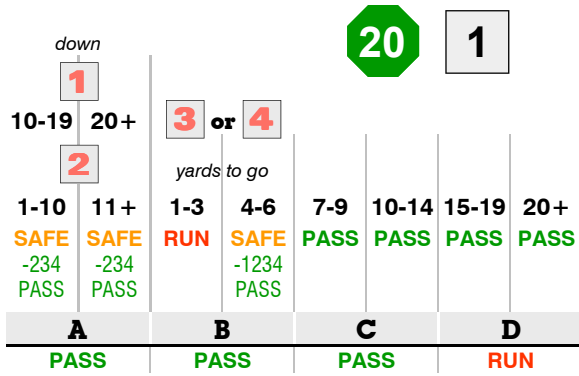 20 1
down
1
10-19 20+ 3 or 4
2 yards to go
1-10 11+ 1-3 4-6 7-9 10-14 15-19 20+
SAFE SAFE RUN SAFE PASS PASS PASS PASS
-234 -234 -1234
PASS PASS PASS
A B C D
PASS PASS PASS RUN